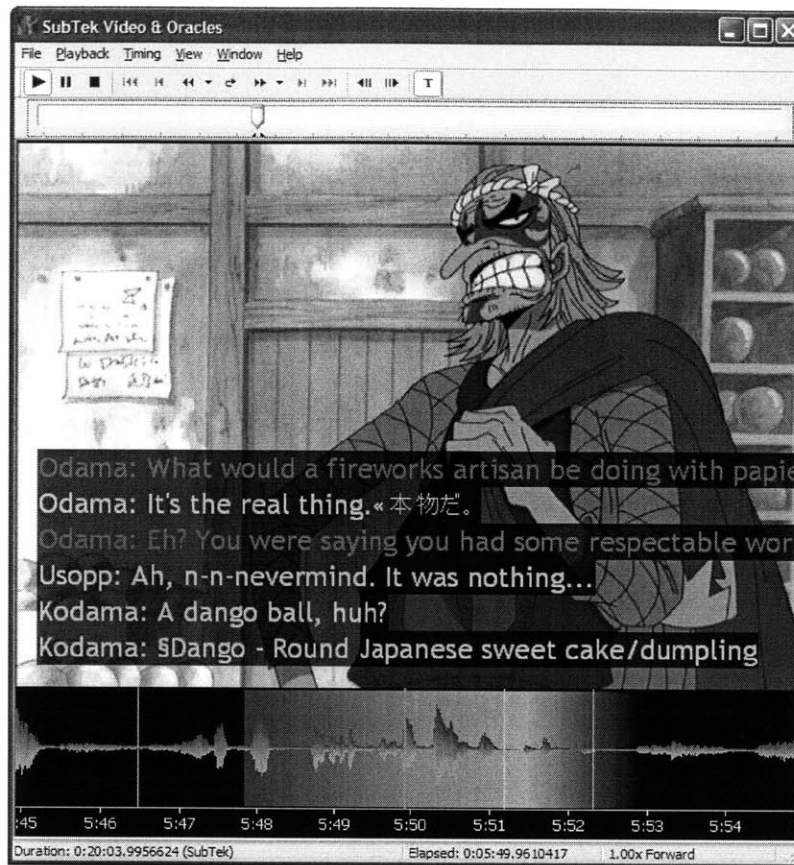 SubTek Video & Oracles
File Playback Timing View Window Help
T
Odama: What would a fireworks artisan be doing with papie
Odama: It's the real thing.«本物だ。
Odama: Eh? You were saying you had some respectable wor
Usopp: Ah, n-n-nevermind. It was nothing...
Kodama: A dango ball, huh?
Kodama: §Dango - Round Japanese sweet cake/dumpling
:45 5:46 5:47 5:48 5:49 5:50 5:51 5:52 5:53 5:54
Duration: 0:20:03.9956624 (SubTek) Elapsed: 0:05:49.9610417 1.00x Forward